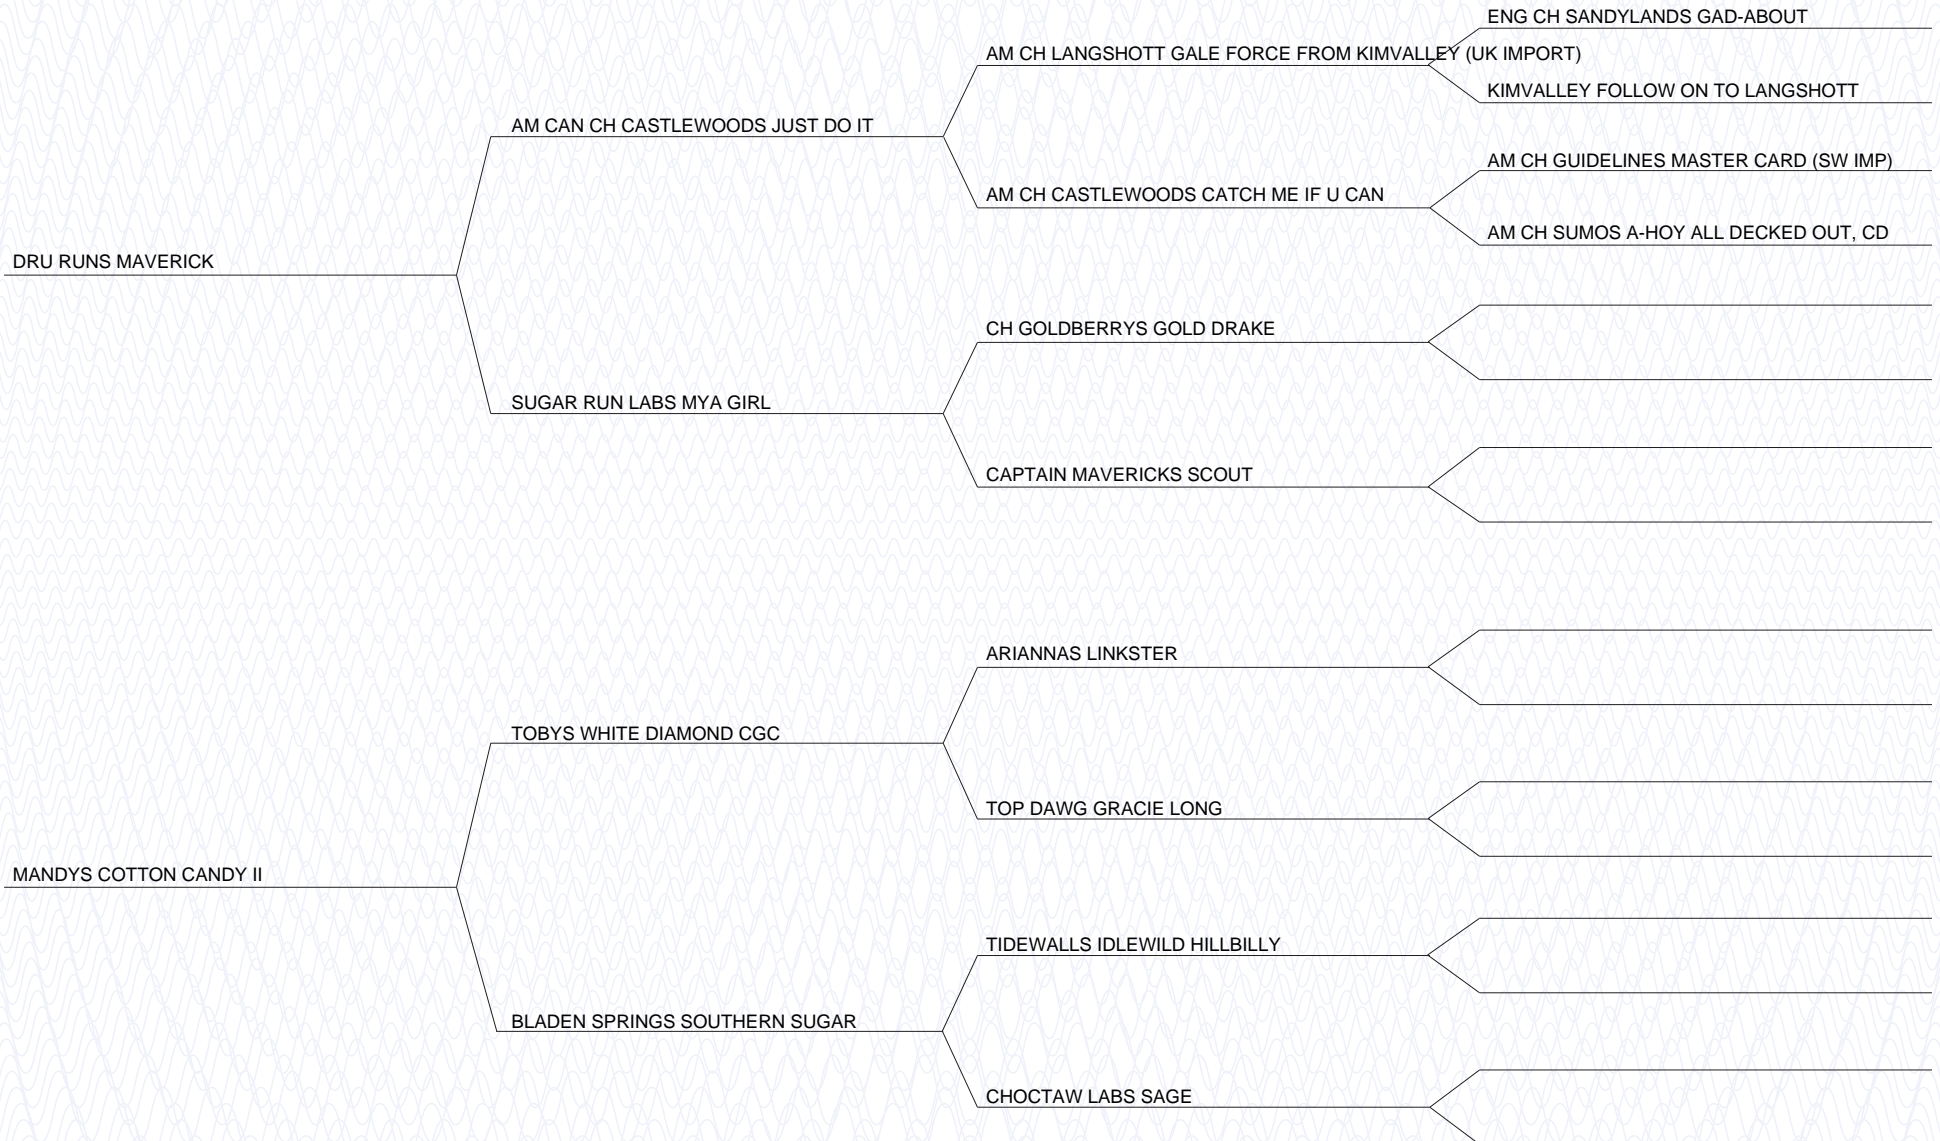 ENG CH SANDYLANDS GAD-ABOUT
AM CH LANGSHOTT GALE FORCE FROM KIMVALLEY (UK IMPORT)
KIMVALLEY FOLLOW ON TO LANGSHOTT
AM CAN CH CASTLEWOODS JUST DO IT
AM CH GUIDELINES MASTER CARD (SW IMP)
AM CH CASTLEWOODS CATCH ME IF U CAN
AM CH SUMOS A-HOY ALL DECKED OUT, CD
DRU RUNS MAVERICK
CH GOLDBERRYS GOLD DRAKE
SUGAR RUN LABS MYA GIRL
CAPTAIN MAVERICKS SCOUT
ARIANNAS LINKSTER
TOBYS WHITE DIAMOND CGC
TOP DAWG GRACIE LONG
MANDYS COTTON CANDY II
TIDEWALLS IDLEWILD HILLBILLY
BLADEN SPRINGS SOUTHERN SUGAR
CHOCTAW LABS SAGE